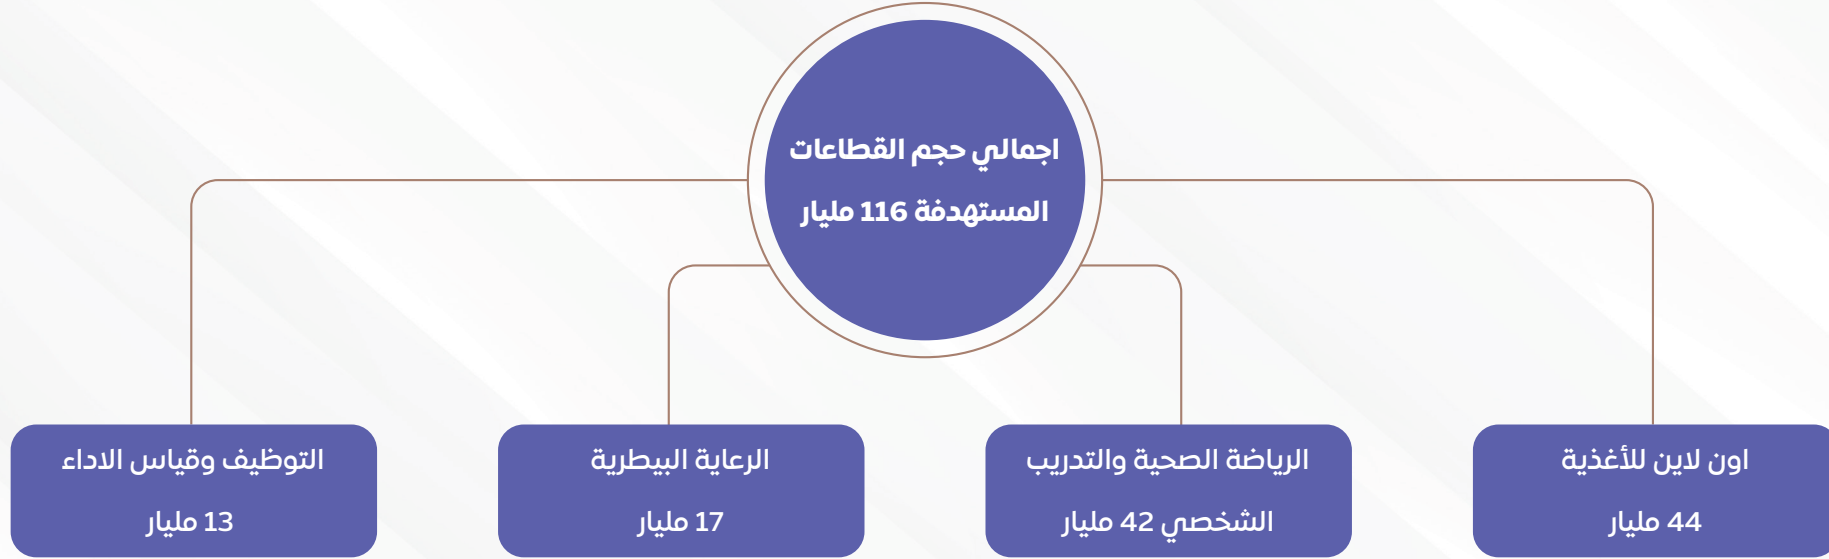 اجمالي حجم القطاعات
المستهدفة 116 مليار
اون لاين للأغذية
44 مليار
الرياضة الصحية والتدريب
الشخصي 42 مليار
الرعاية البيطرية
17 مليار
التوظيف وقياس الاداء
13 مليار